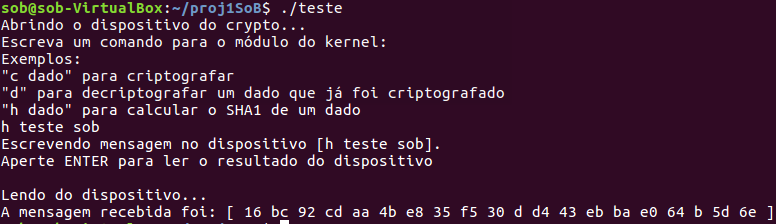 sob@sob-VirtualBox:~/proj1SoB$ ./teste
Abrindo o dispositivo do crypto...
Escreva um comando para o módulo do kernel:
Exemplos:
"c dado" para criptografar
"d" para decriptografar um dado que já foi criptografado
"h dado" para calcular o SHA1 de um dado
h teste sob
Escrevendo mensagem no dispositivo [h teste sob].
Aperte ENTER para ler o resultado do dispositivo
Lendo do dispositivo...
A mensagem recebida foi: [ 16 bc 92 cd aa 4b e8 35 f5 30 d d4 43 eb ba e0 64 b 5d 6e ]